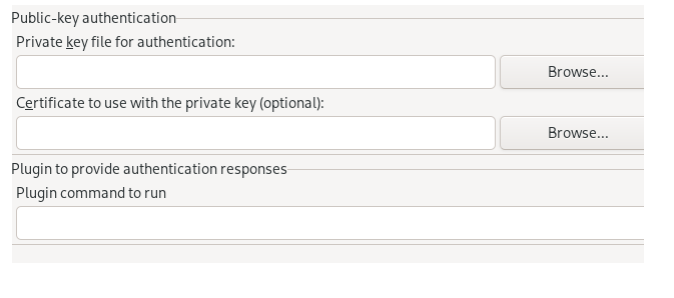 Public-key authentication
Private key file for authentication:
Browse...
Certificate to use with the private key (optional):
Browse...
Plugin to provide authentication responses
Plugin command to run